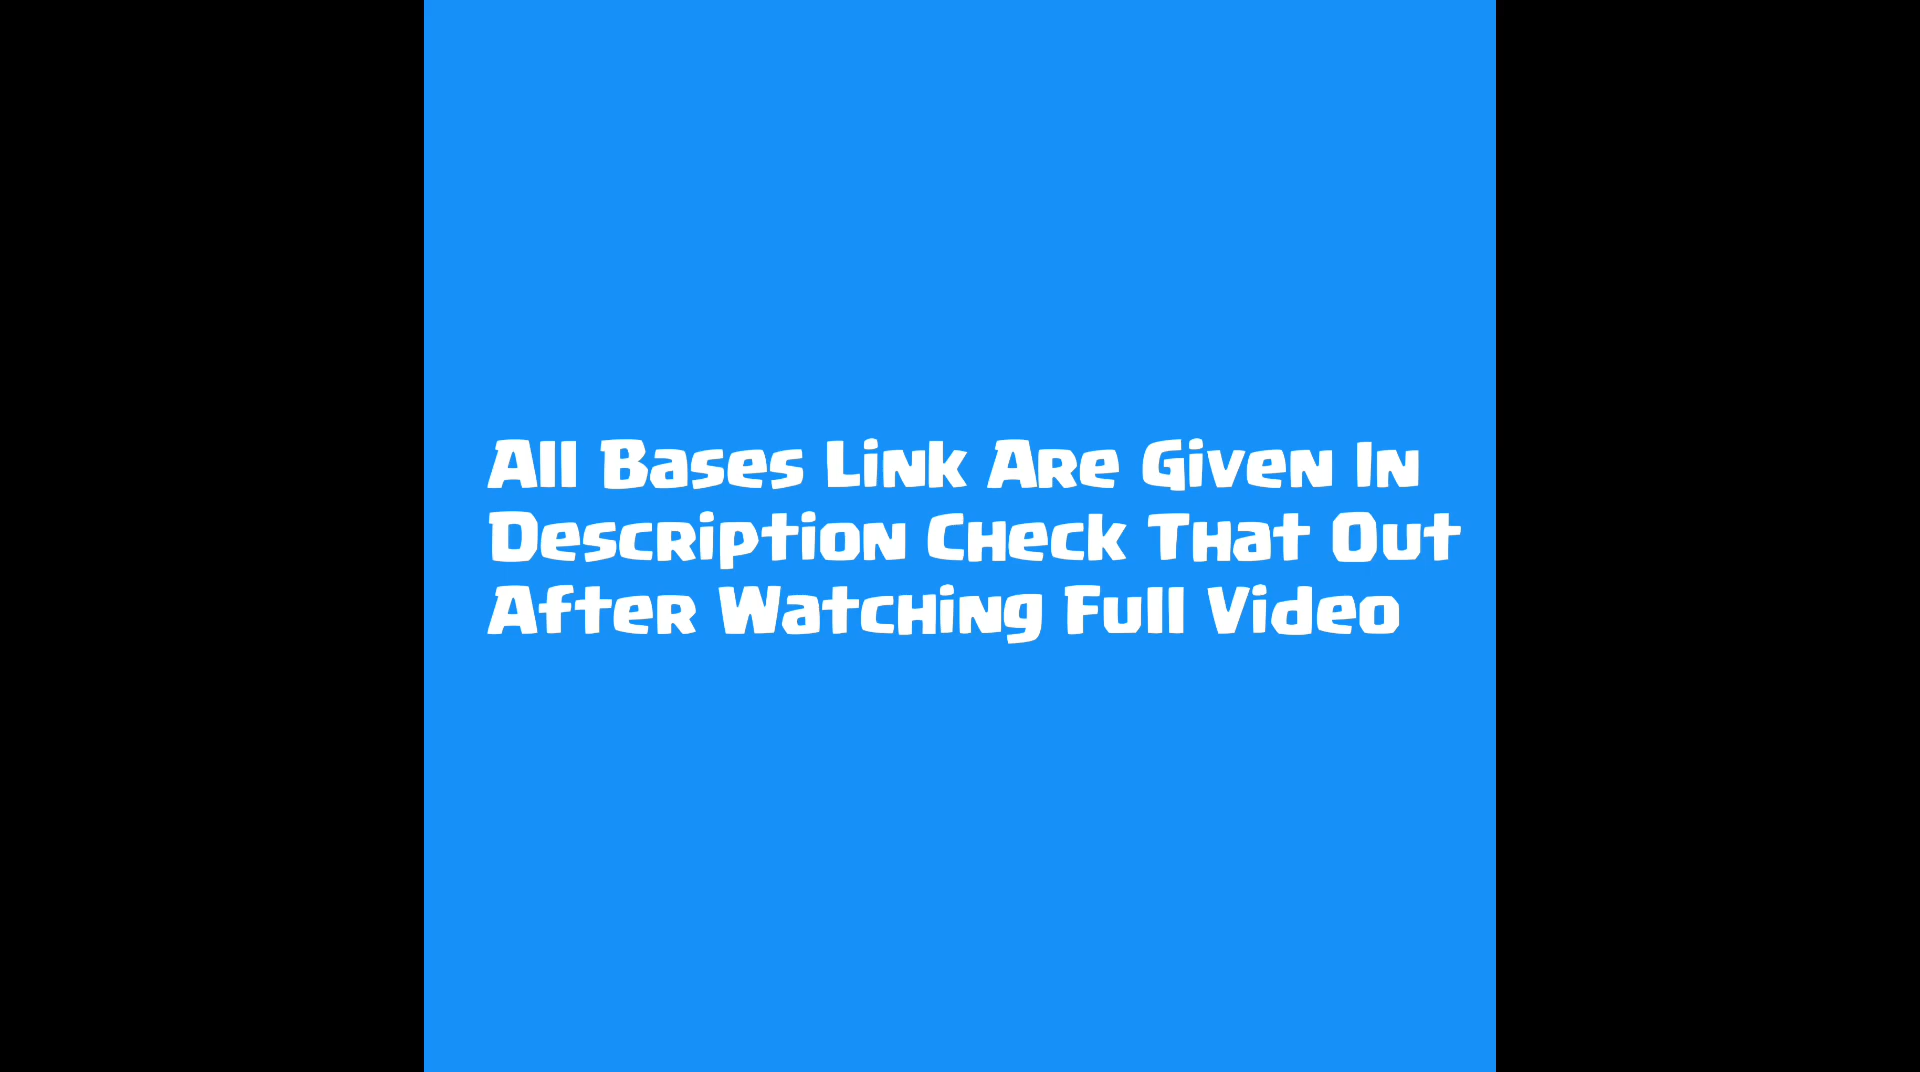 All Bases Link Are Given In
Description Check That Out
After Watching Full Video